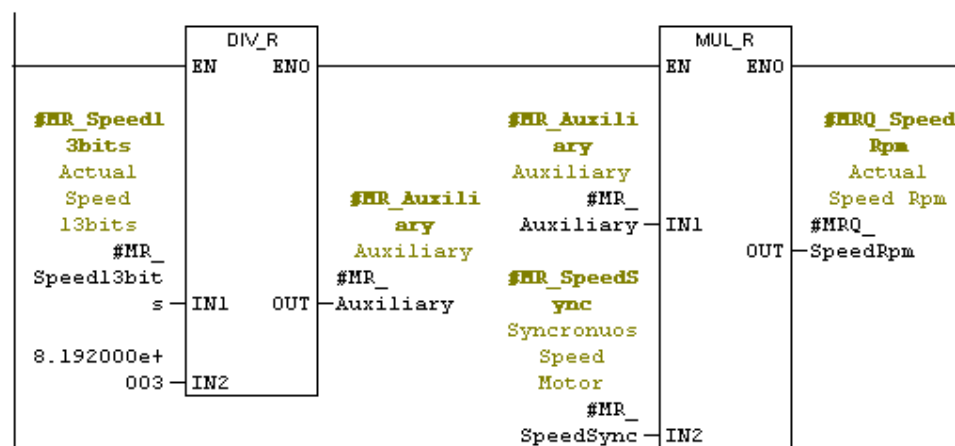 DIV_R
EN ENO
#MR_Speed1
3bits
Actual
Speed
13bits
#MR_
Speed13bit
s
IN1 OUT
8.192000e+
003
IN2
#MR_Auxili
ary
Auxiliary
#MR_
Auxiliary
MUL_R
EN ENO
#MR_Auxili
ary
Auxiliary
#MR_
Auxiliary
IN1
OUT
#MR_SpeedS
ync
Syncronuos
Speed
Motor
#MR_
SpeedSync
IN2
#MRQ_Speed
Rpm
Actual
Speed Rpm
#MRQ_
SpeedRpm